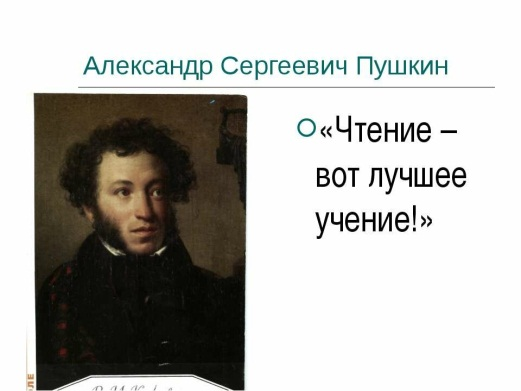 Александр Сергеевич Пушкин
«Чтение –
вот лучшее
учение!»